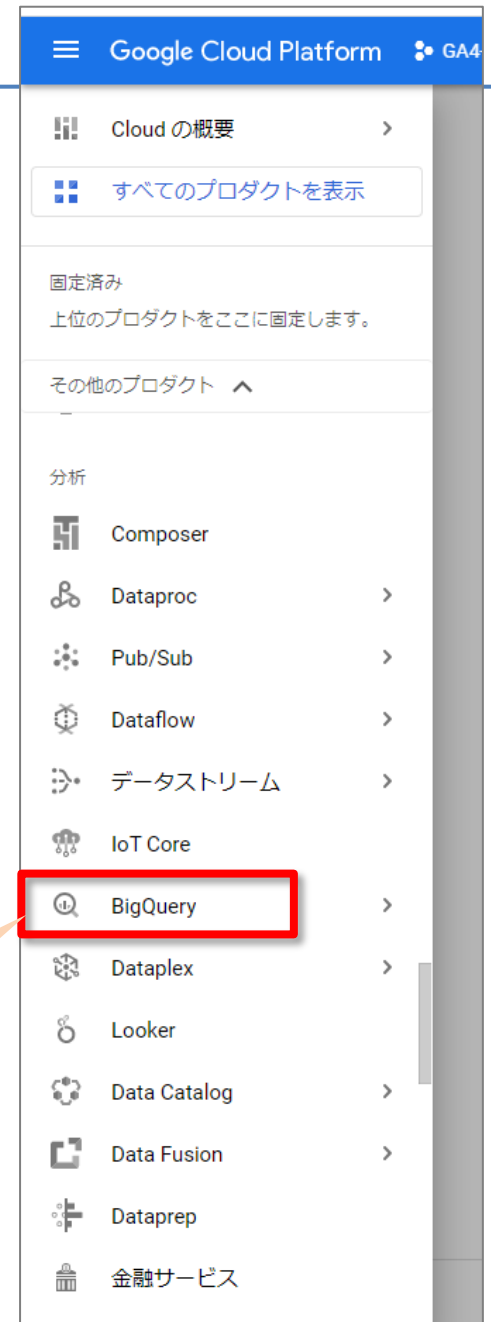 Google Cloud Platform GA4-
Cloud の概要
すべてのプロダクトを表示
固定済み
上位のプロダクトをここに固定します。
その他のプロダクト
分析
Composer
Dataproc
Pub/Sub
Dataflow
データストリーム
IoT Core
BigQuery
Dataplex
Looker
Data Catalog
Data Fusion
Dataprep
金融サービス